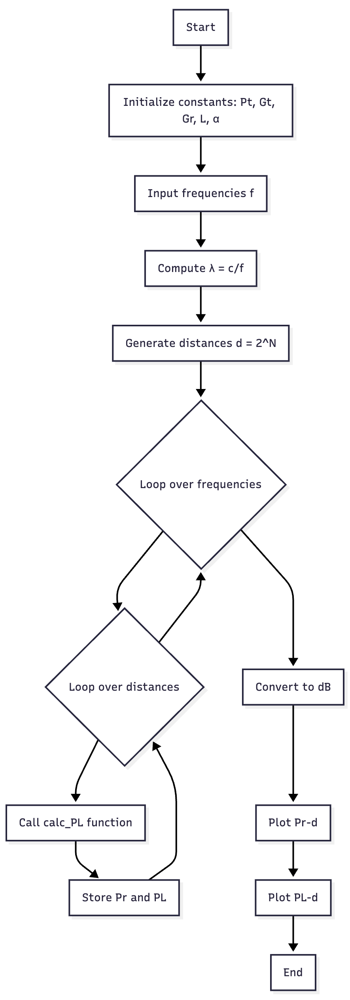 Start
Initialize constants: Pt, Gt,
Gr, L, α
Input frequencies f
Compute λ = c/f
Generate distances d = 2^N
Loop over frequencies
Loop over distances
Convert to dB
Call calc_PL function
Plot Pr-d
Store Pr and PL
Plot PL-d
End